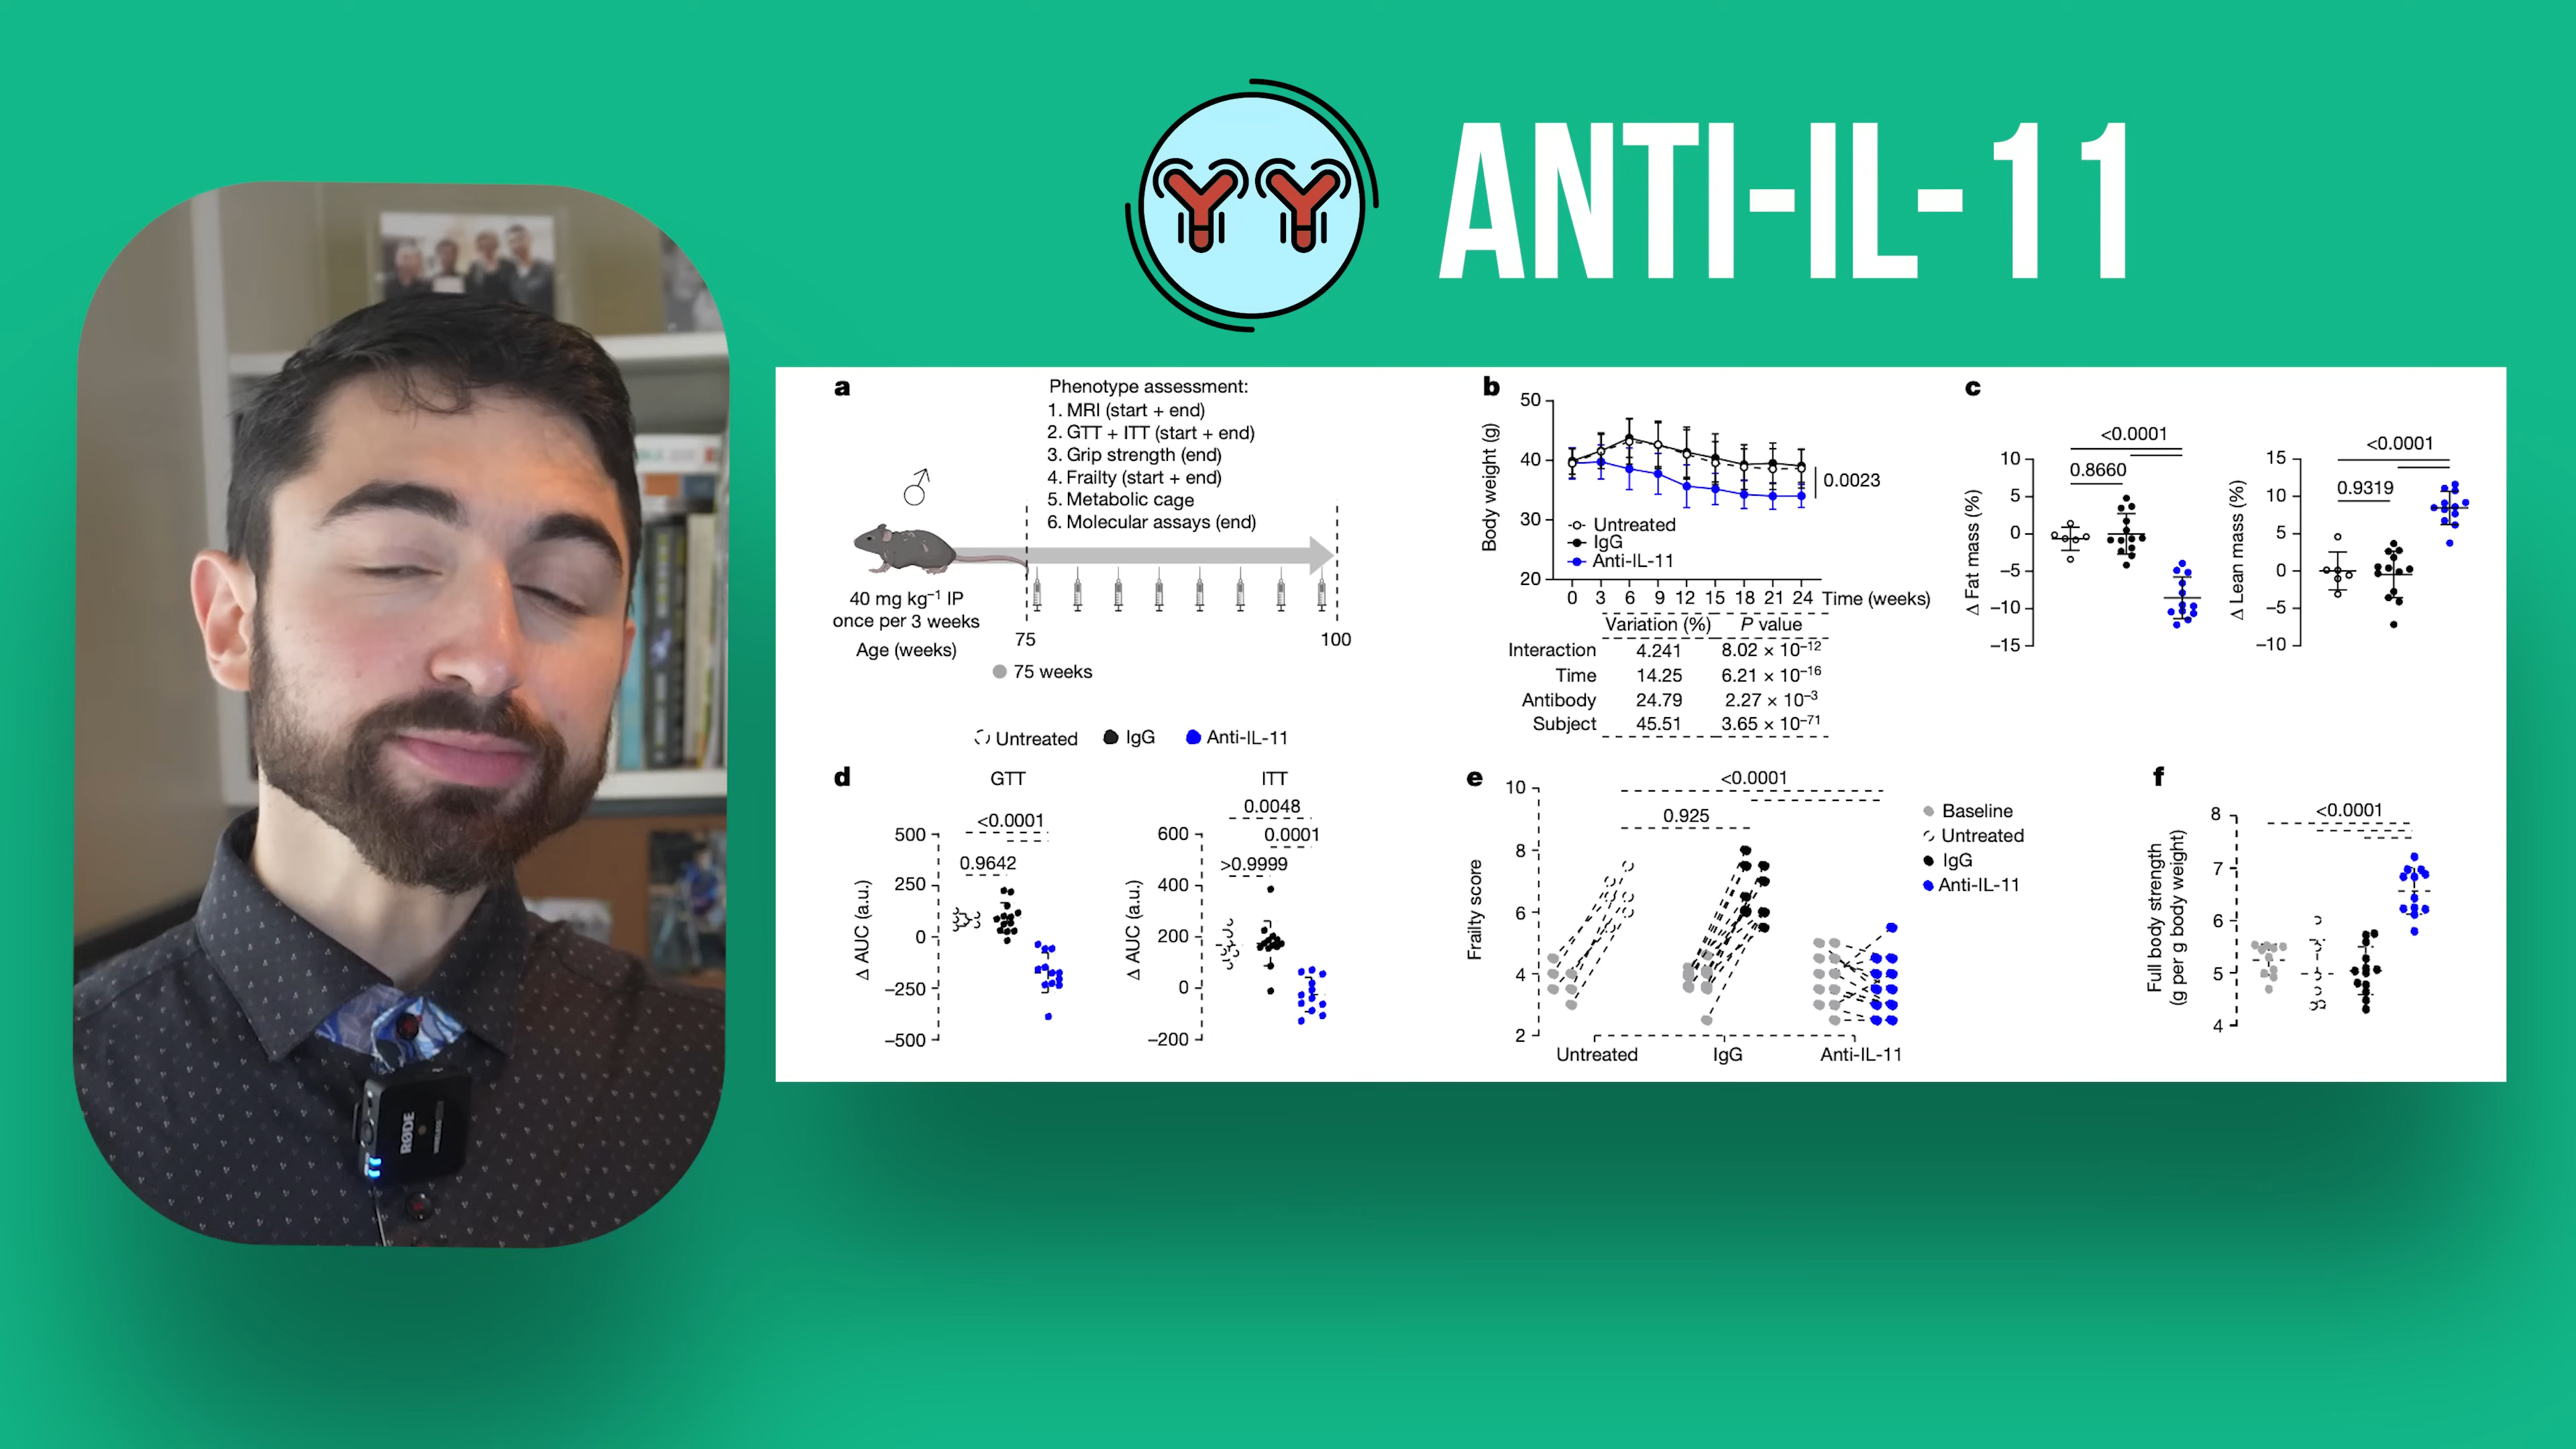 ANTI-IL-11
a
Phenotype assessment:
1. MRI (start + end)
2. GTT + ITT (start + end)
3. Grip strength (end)
4. Frailty (start + end)
5. Metabolic cage
6. Molecular assays (end)
♂
40 mg kg⁻¹ IP
once per 3 weeks
Age (weeks)
75
100
75 weeks
Untreated
IgG
Anti-IL-11
b
Body weight (g)
50
40
30
20
0.0023
Untreated
IgG
Anti-IL-11
0 3 6 9 12 15 18 21 24 Time (weeks)
Variation (%) P value
Interaction 4.241 8.02 × 10⁻¹²
Time 14.25 6.21 × 10⁻¹⁶
Antibody 24.79 2.27 × 10⁻³
Subject 45.51 3.65 × 10⁻⁷¹
c
Δ Fat mass (%)
<0.0001
0.8660
10
5
0
−5
−10
−15
Δ Lean mass (%)
<0.0001
0.9319
15
10
5
0
−5
−10
d
GTT
Δ AUC (a.u.)
<0.0001
0.9642
500
250
0
−250
−500
ITT
Δ AUC (a.u.)
0.0048
0.0001
>0.9999
600
400
200
0
−200
e
Frailty score
<0.0001
0.925
10
8
6
4
2
Untreated
IgG
Anti-IL-11
Baseline
Untreated
IgG
Anti-IL-11
f
Full body strength
(g per g body weight)
<0.0001
8
7
6
5
4
RØDE